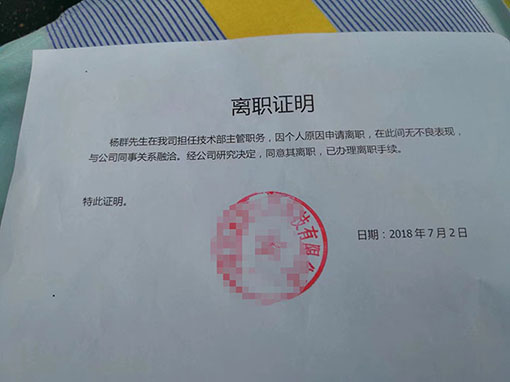 离职证明
杨群先生在我司担任技术部主管职务，因个人原因申请离职，在此间无不良表现，
与公司同事关系融洽。经公司研究决定，同意其离职，已办理离职手续。
特此证明。
有限
日期：2018年7月2日